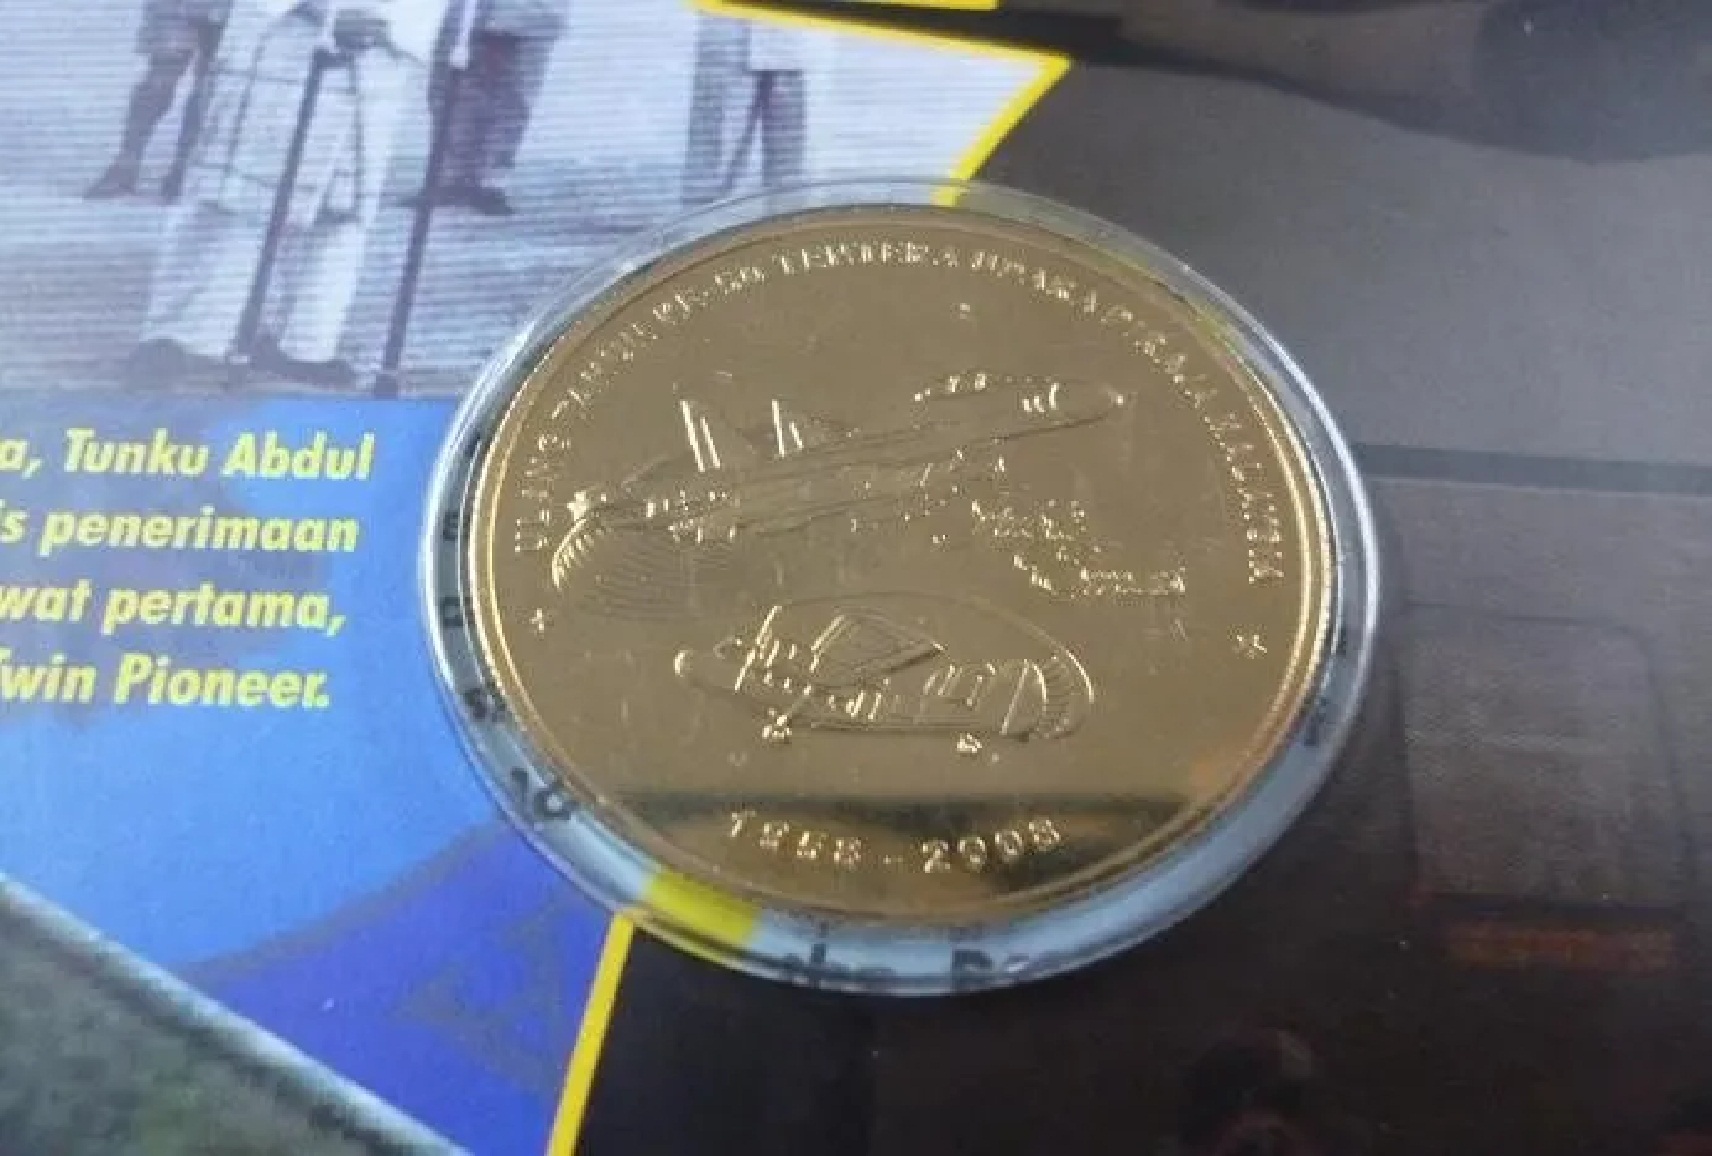 a, Tunku Abdul
is penerimaan
wat pertama,
Twin Pioneer.
ULANG TAHUN KE-50 TENTERA UDARA DIRAJA MALAYSIA
1958 - 2008